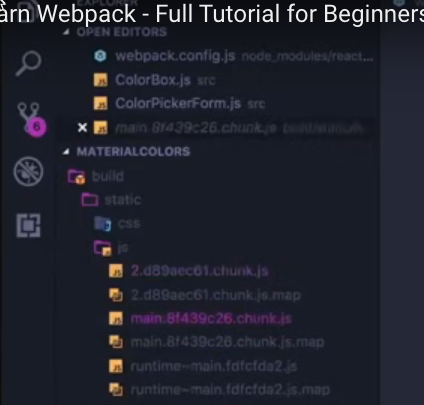 arn Webpack - Full Tutorial for Beginners
OPEN EDITORS
webpack.config.js node_modules/react...
ColorBox.js src
ColorPickerForm.js src
main.8f439c26.chunk.js build/static/js
6
MATERIALCOLORS
build
static
css
js
2.d89aec61.chunk.js
2.d89aec61.chunk.js.map
main.8f439c26.chunk.js
main.8f439c26.chunk.js.map
runtime~main.fdfcfda2.js
runtime~main.fdfcfda2.js.map